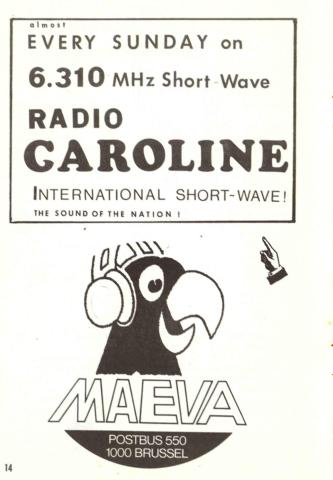 almost
EVERY SUNDAY on
6.310 MHz Short-Wave
RADIO
CAROLINE
INTERNATIONAL SHORT-WAVE!
THE SOUND OF THE NATION!
MAEVA
POSTBUS 550
1000 BRUSSEL
14